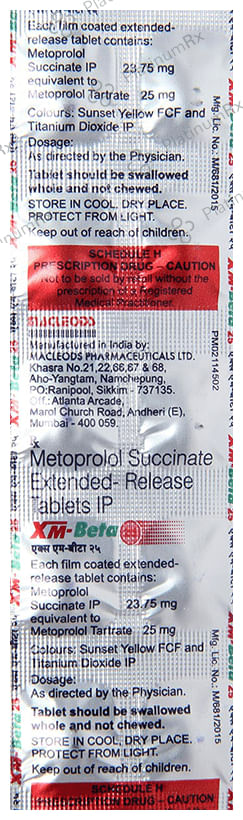 Each film coated extended-
release tablet contains:
Metoprolol
Succinate IP 23.75 mg
equivalent to
Metoprolol Tartrate 25 mg
Colours: Sunset Yellow FCF and
Titanium Dioxide IP
Dosage:
As directed by the Physician.
Tablet should be swallowed
whole and not chewed.
STORE IN COOL, DRY PLACE.
PROTECT FROM LIGHT.
Keep out of reach of children.
Mfg. Lic. No.: M/681/2015
SCHEDULE H
PRESCRIPTION DRUG – CAUTION
Not to be sold by retail without the
prescription of a Registered
Medical Practitioner.
MACLEODS
Manufactured in India by:
MACLEODS PHARMACEUTICALS LTD.
Khasra No.21,22,66,67 & 68,
Aho-Yangtam, Namchepung,
PO:Ranipool, Sikkim - 737135.
Off.: Atlanta Arcade,
Marol Church Road, Andheri (E),
Mumbai - 400 059.
PM02114502
Rx
Metoprolol Succinate
Extended- Release
Tablets IP
XM-Beta 25
एक्स एम-बीटा २५
Each film coated extended-
release tablet contains:
Metoprolol
Succinate IP 23.75 mg
equivalent to
Metoprolol Tartrate 25 mg
Colours: Sunset Yellow FCF and
Titanium Dioxide IP
Dosage:
As directed by the Physician.
Tablet should be swallowed
whole and not chewed.
STORE IN COOL, DRY PLACE.
PROTECT FROM LIGHT.
Keep out of reach of children.
Mfg. Lic. No.: M/681/2015
SCHEDULE H
PRESCRIPTION DRUG – CAUTION
PlatinumRx